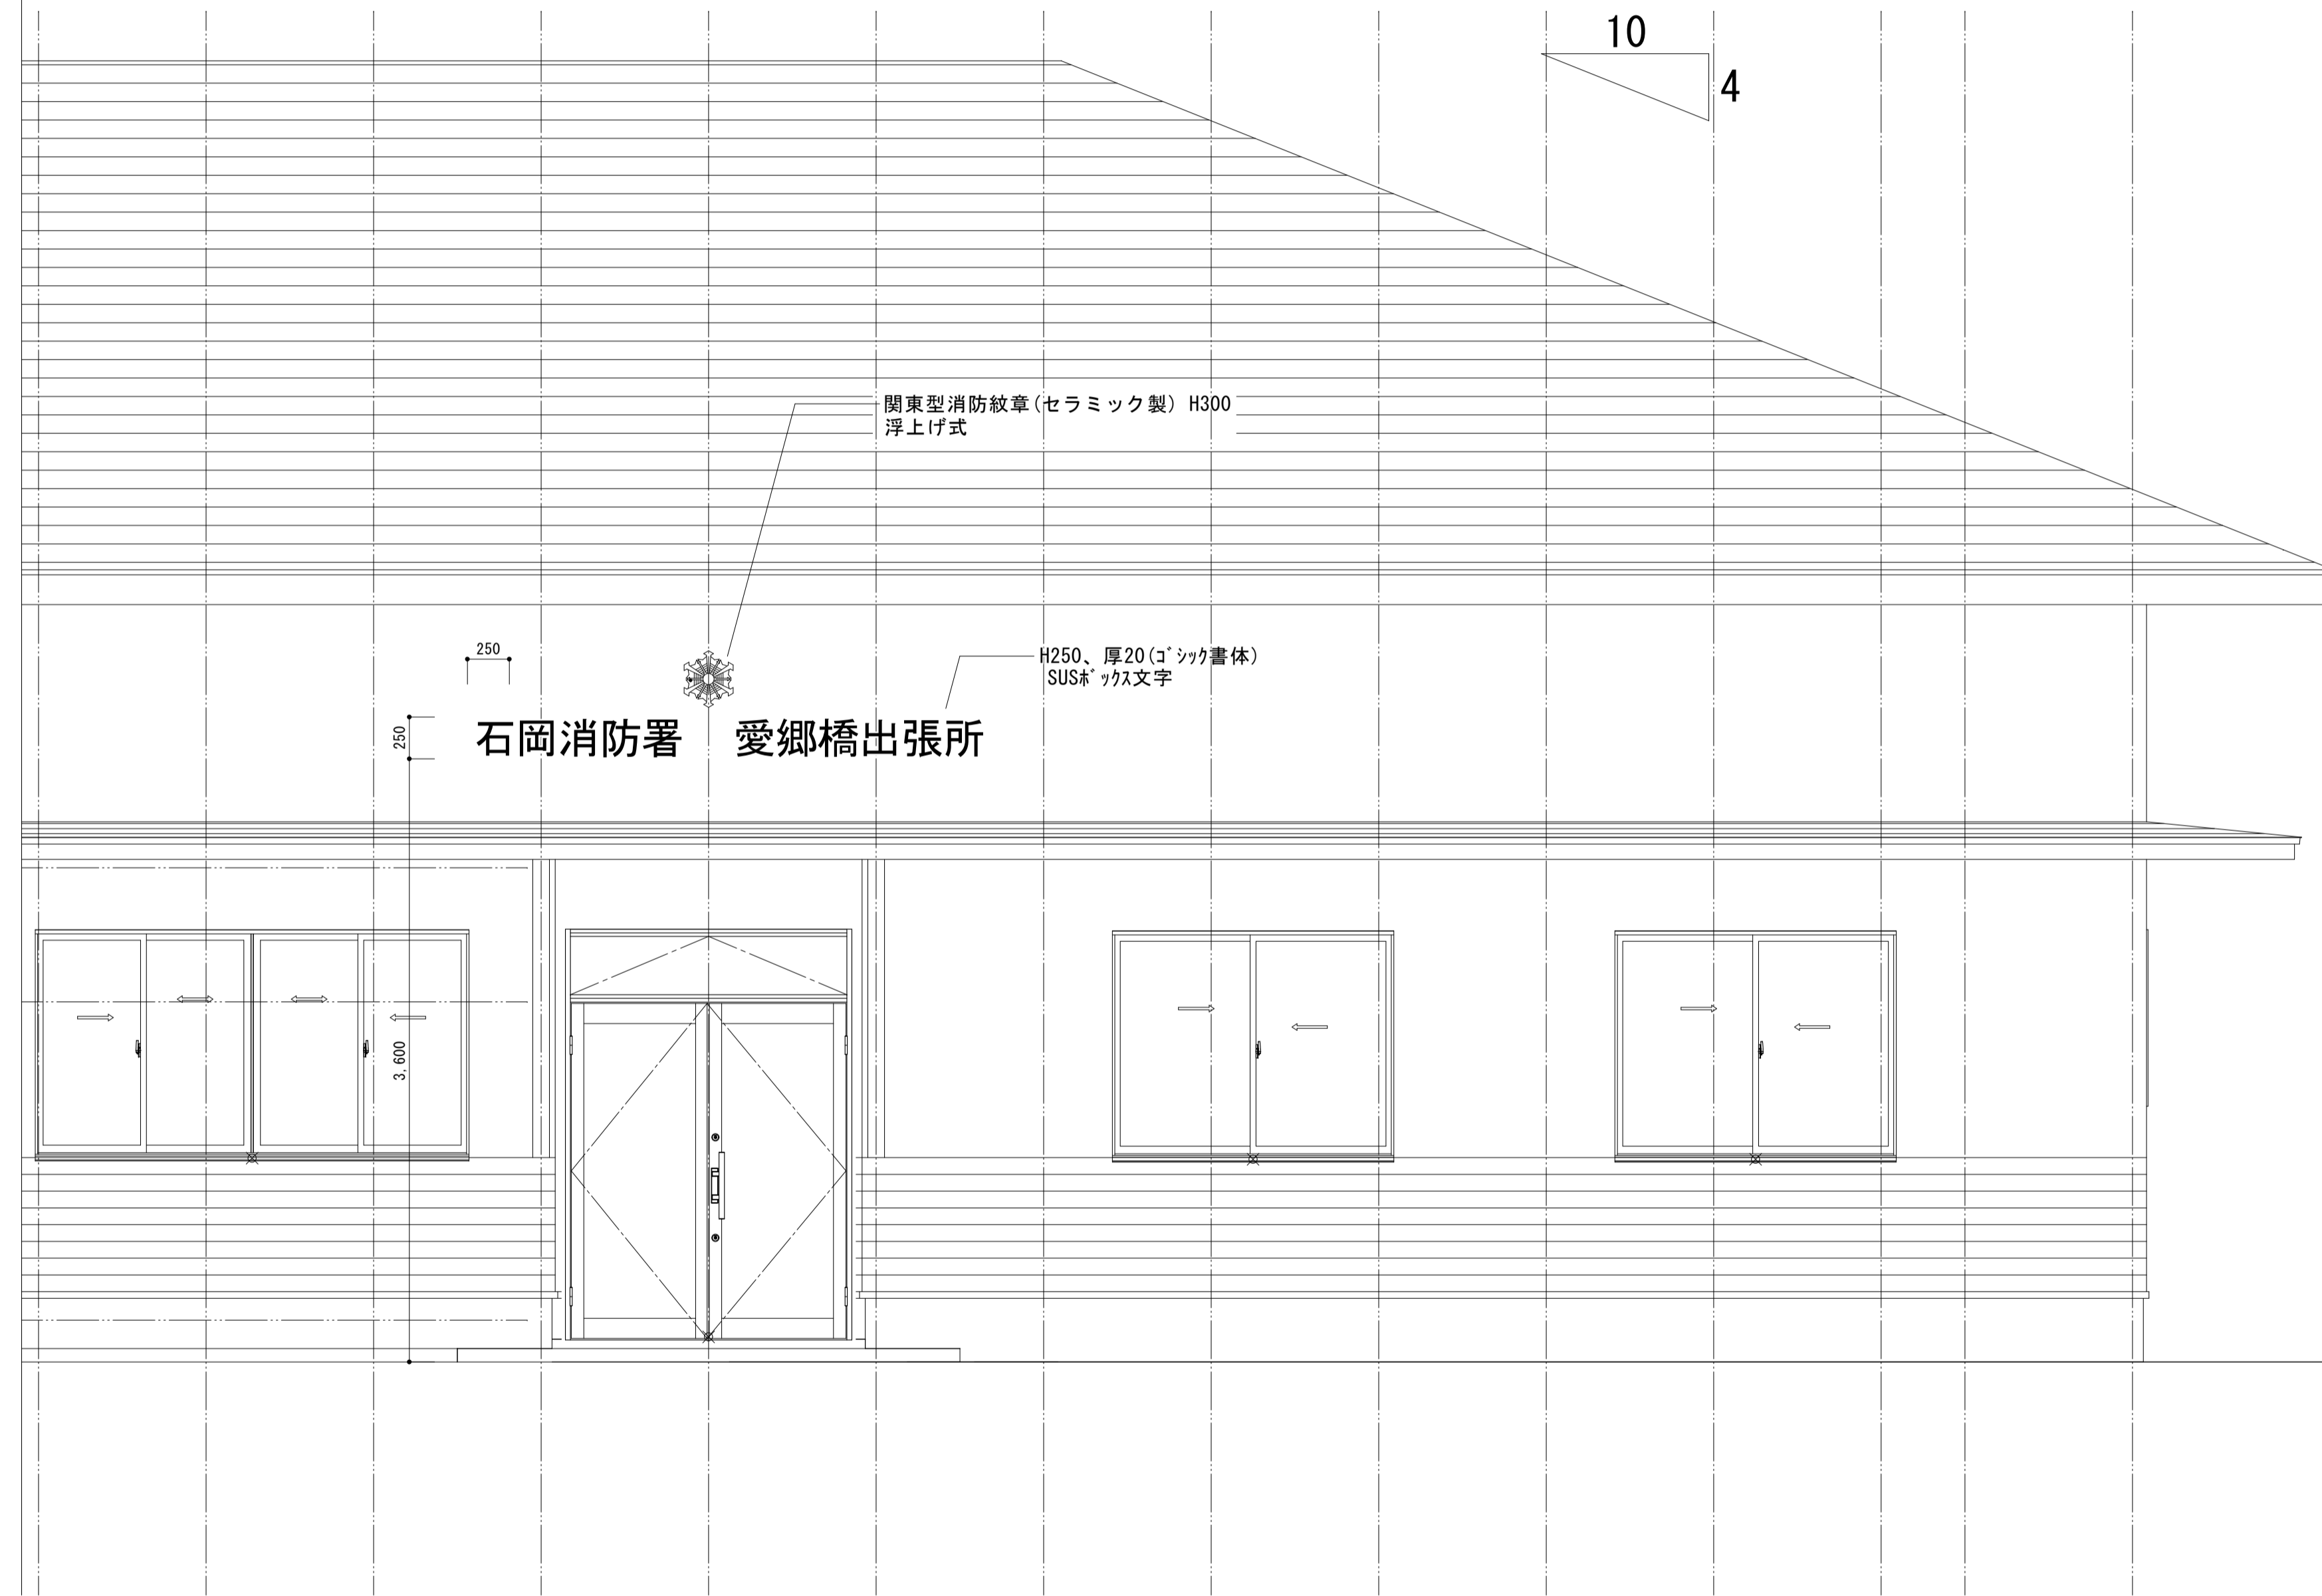 10
4
関東型消防紋章(セラミック製) H300
浮上げ式
250
H250、厚20(ｺﾞｼｯｸ書体)
SUSﾎﾞｯｸｽ文字
250
石岡消防署　愛郷橋出張所
3,600